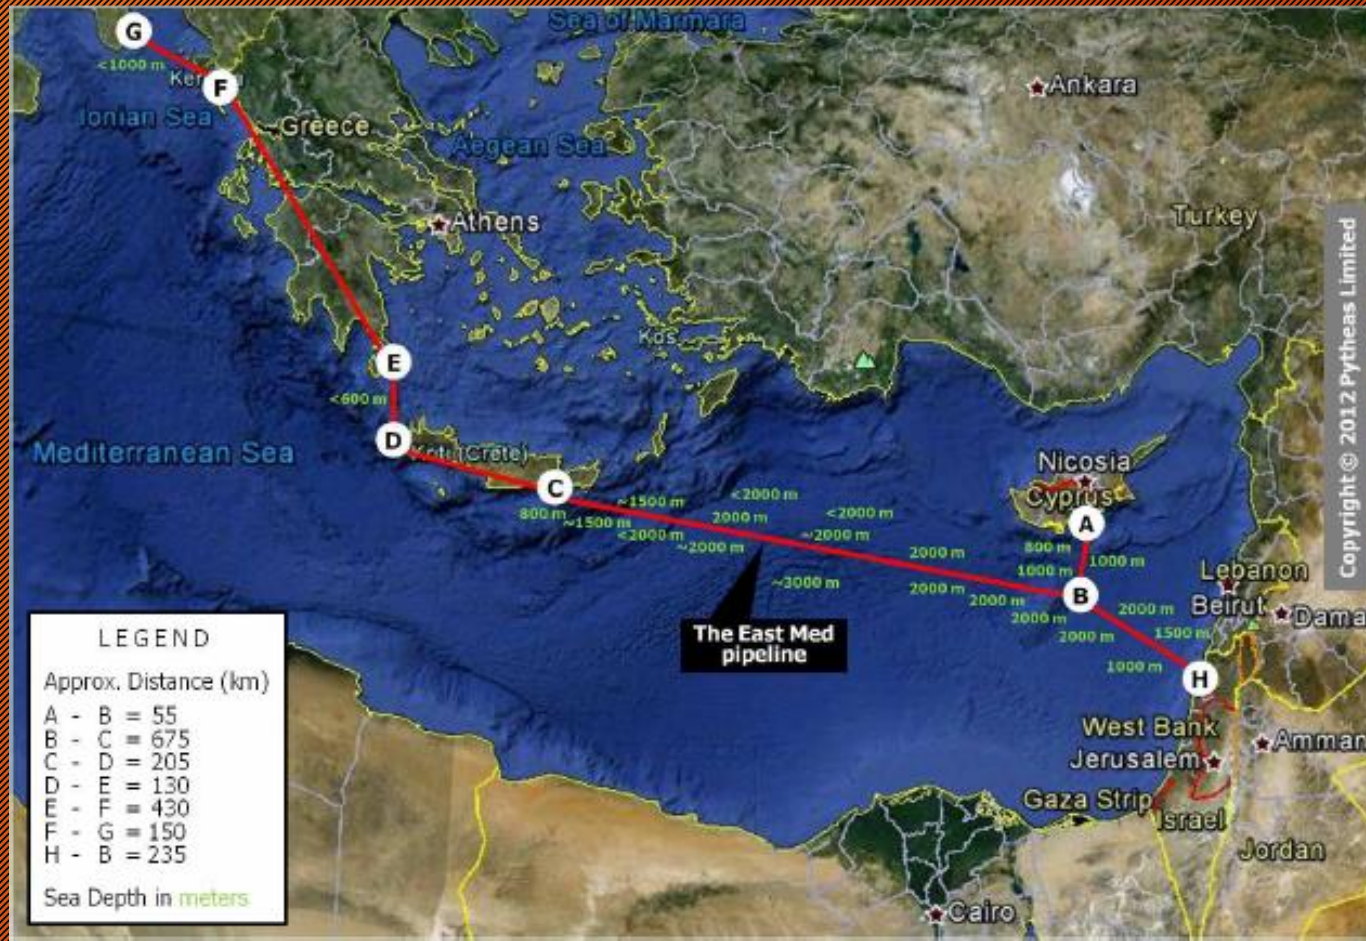 Sea of Marmara
G
<1000 m
F
Ionian Sea
Greece
Aegean Sea
Ankara
Athens
Turkey
Kos
E
<600 m
D
Mediterranean Sea
(Crete)
C
800 m
~1500 m
~1500 m
<2000 m
2000 m
<2000 m
<2000 m
~2000 m
~2000 m
~3000 m
2000 m
2000 m
2000 m
Nicosia
Cyprus
A
800 m
1000 m
1000 m
B
2000 m
2000 m
2000 m
1500 m
1000 m
H
Lebanon
Beirut
Dama
The East Med
pipeline
West Bank
Jerusalem
Amman
Gaza Strip
Israel
Jordan
Cairo
LEGEND
Approx. Distance (km)
A - B = 55
B - C = 675
C - D = 205
D - E = 130
E - F = 430
F - G = 150
H - B = 235
Sea Depth in meters
Copyright © 2012 Pytheas Limited